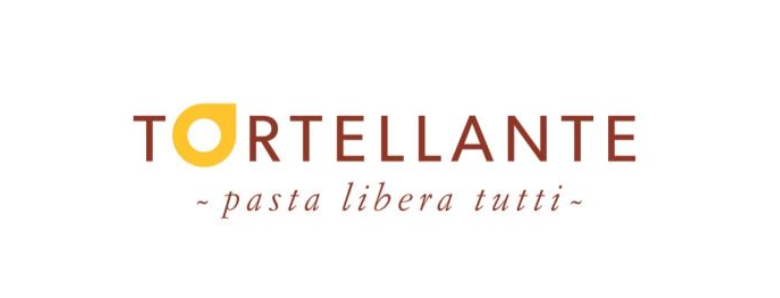 TORTELLANTE
~ pasta libera tutti ~